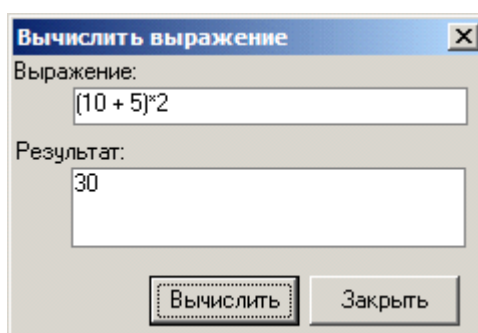 Вычислить выражение
Выражение:
(10 + 5)*2
Результат:
30
Вычислить Закрыть